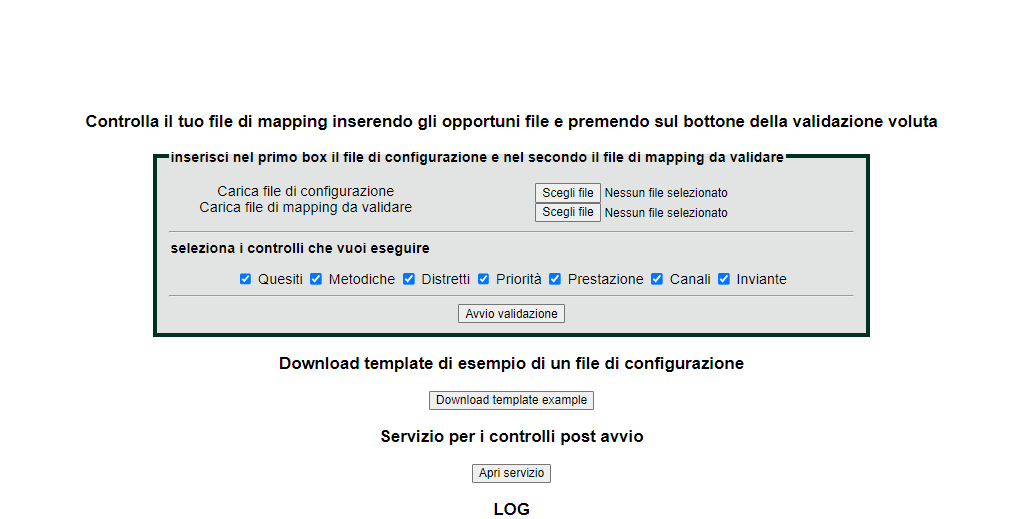 Controlla il tuo file di mapping inserendo gli opportuni file e premendo sul bottone della validazione voluta
inserisci nel primo box il file di configurazione e nel secondo il file di mapping da validare
Carica file di configurazione Scegli file Nessun file selezionato
Carica file di mapping da validare Scegli file Nessun file selezionato
seleziona i controlli che vuoi eseguire
Quesiti Metodiche Distretti Priorità Prestazione Canali Inviante
Avvio validazione
Download template di esempio di un file di configurazione
Download template example
Servizio per i controlli post avvio
Apri servizio
LOG